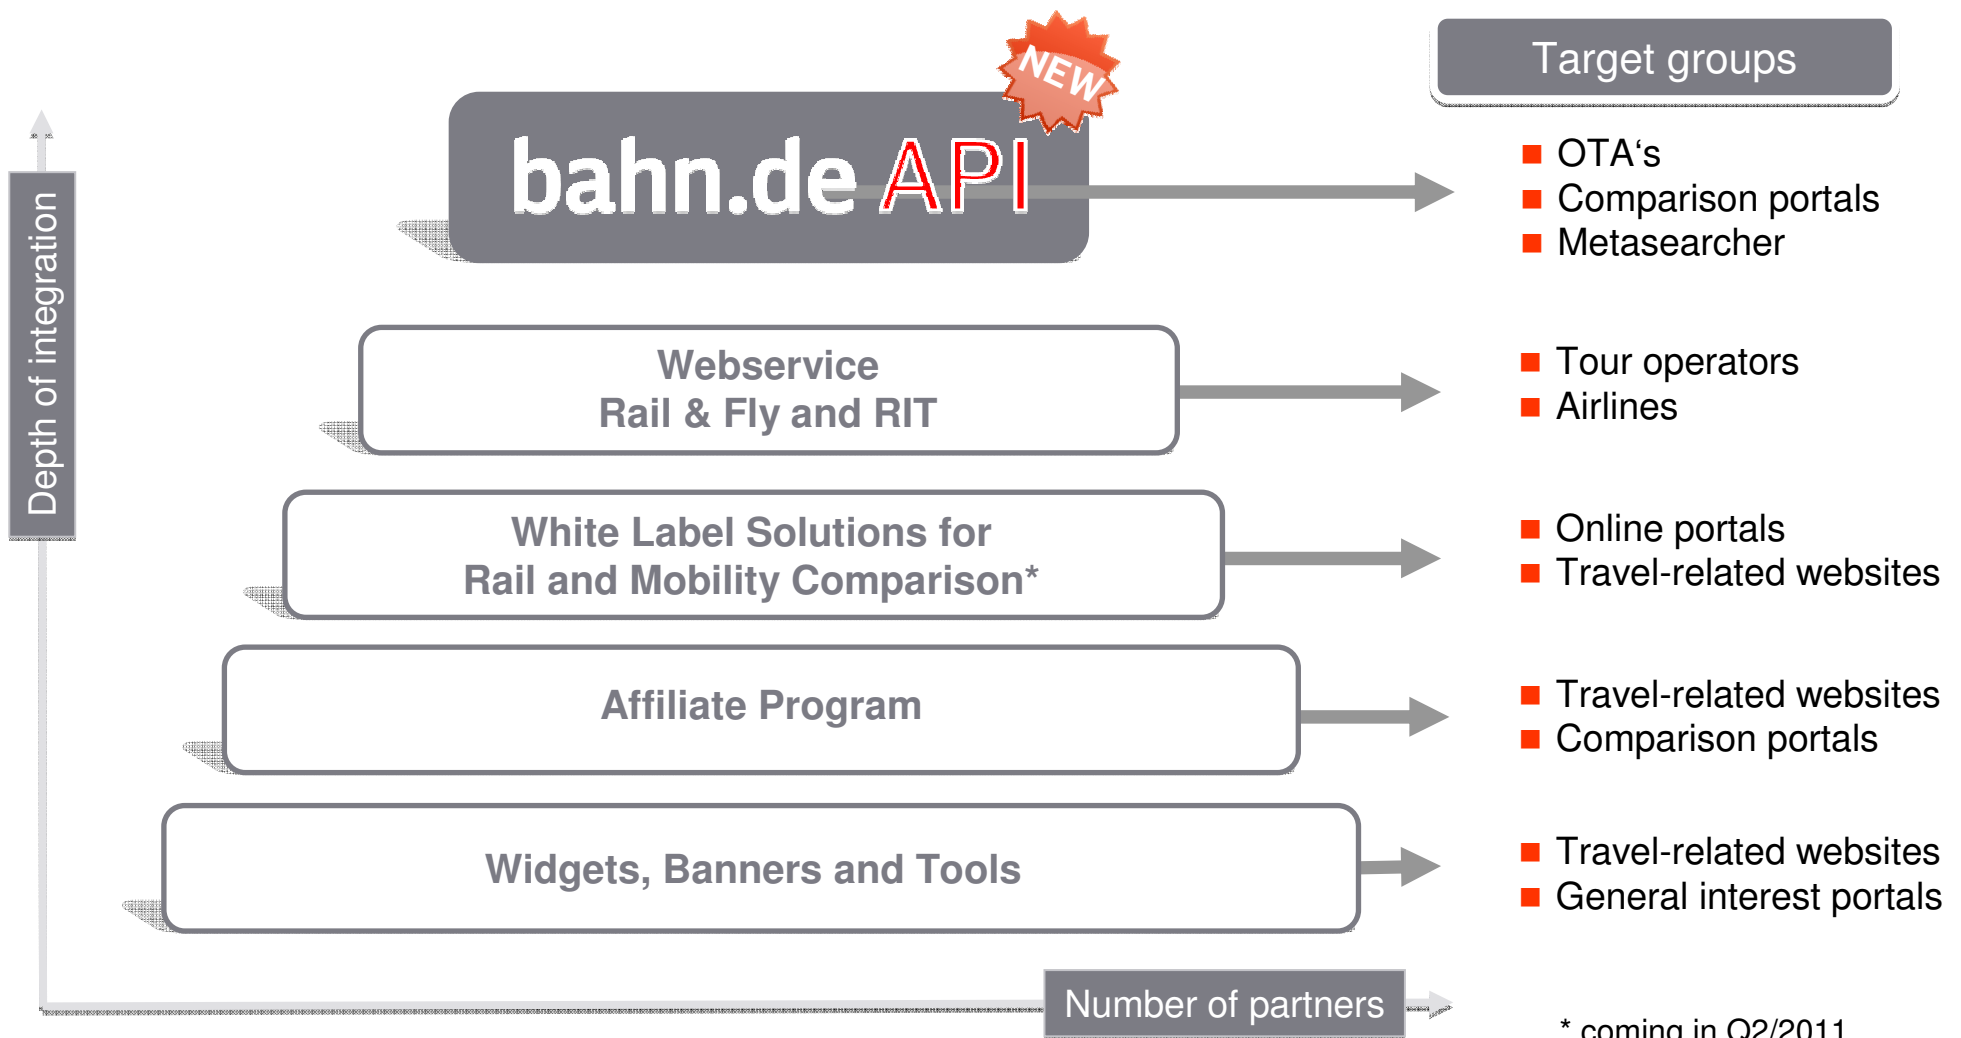 NEW
Target groups
bahn.de API
OTA‘s
Comparison portals
Metasearcher
Depth of integration
Webservice
Rail & Fly and RIT
Tour operators
Airlines
White Label Solutions for
Rail and Mobility Comparison*
Online portals
Travel-related websites
Affiliate Program
Travel-related websites
Comparison portals
Widgets, Banners and Tools
Travel-related websites
General interest portals
Number of partners
* coming in Q2/2011